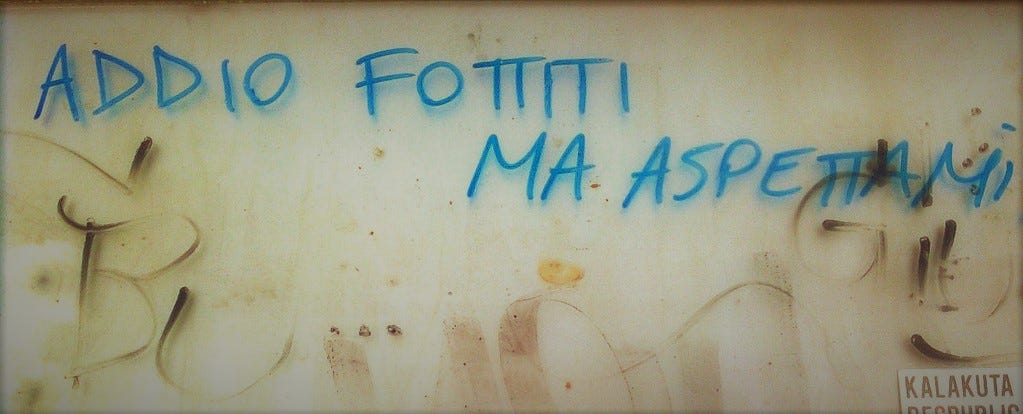 ADDIO FOTTITI
MA ASPETTAMi
KALAKUTA